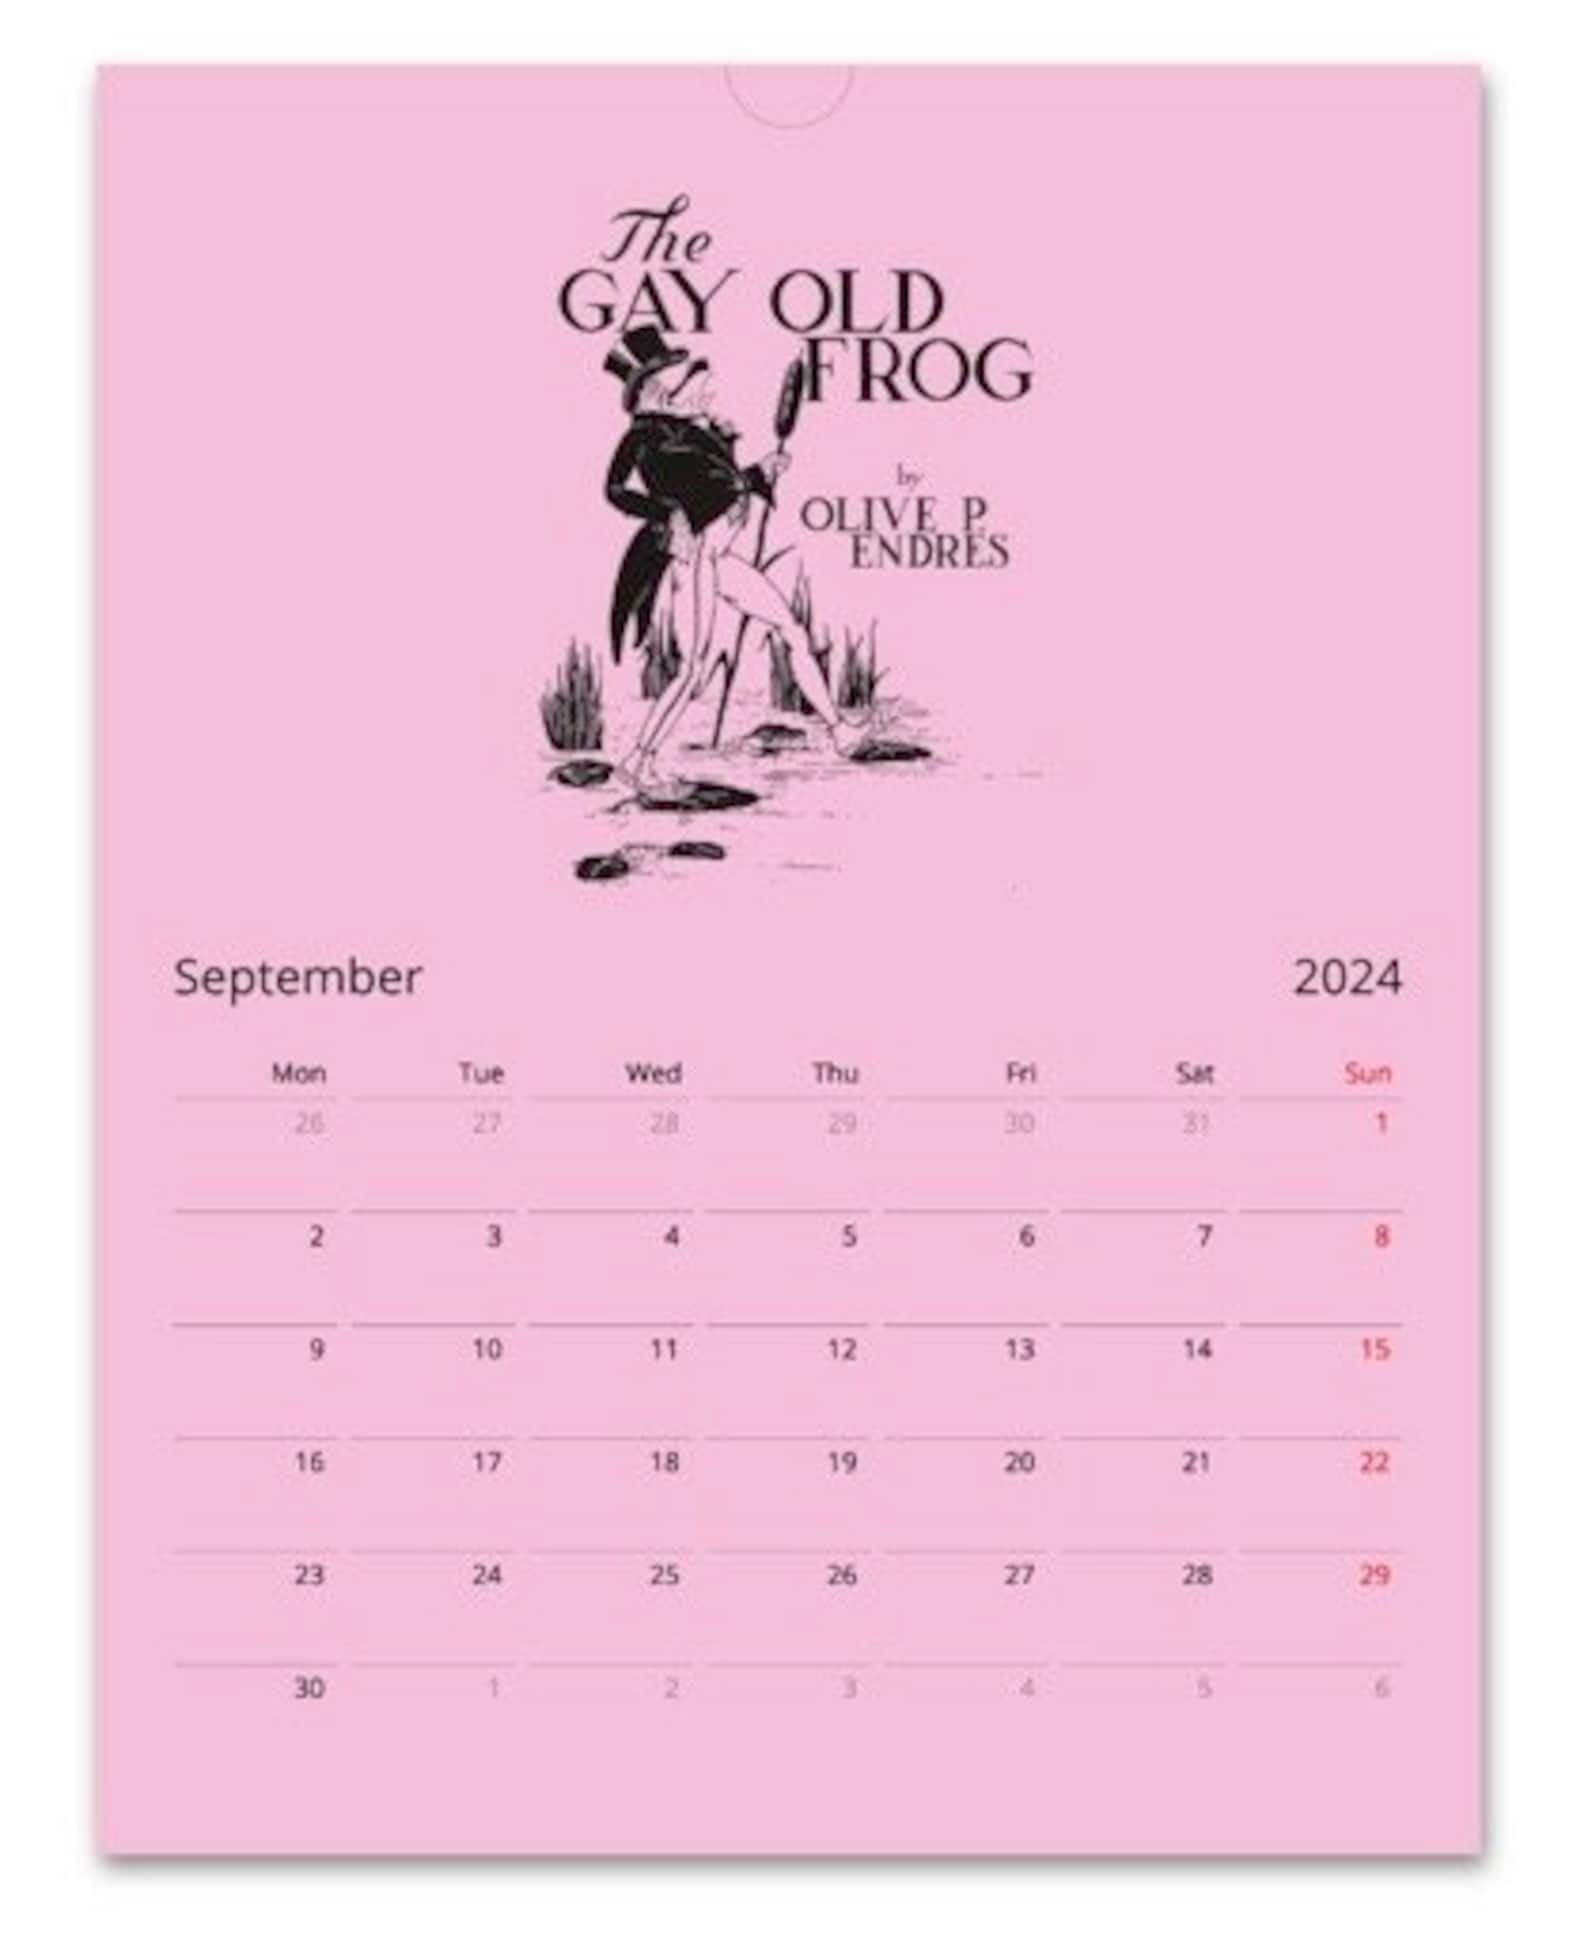 The
GAY OLD
FROG
by
OLIVE P.
ENDRES
September 2024
Mon Tue Wed Thu Fri Sat Sun
26 27 28 29 30 31 1
2 3 4 5 6 7 8
9 10 11 12 13 14 15
16 17 18 19 20 21 22
23 24 25 26 27 28 29
30 1 2 3 4 5 6